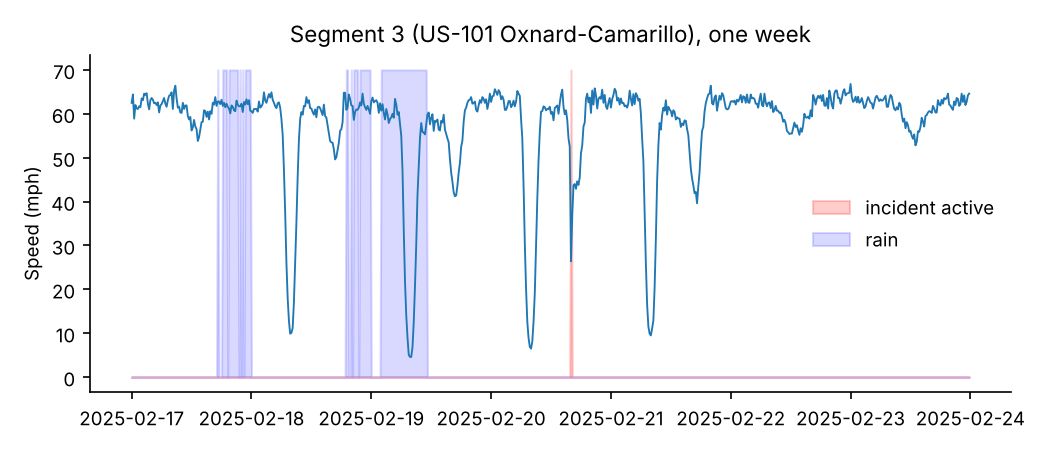 Segment 3 (US-101 Oxnard-Camarillo), one week
Speed (mph)
70
60
50
40
30
20
10
0
incident active
rain
2025-02-17 2025-02-18 2025-02-19 2025-02-20 2025-02-21 2025-02-22 2025-02-23 2025-02-24